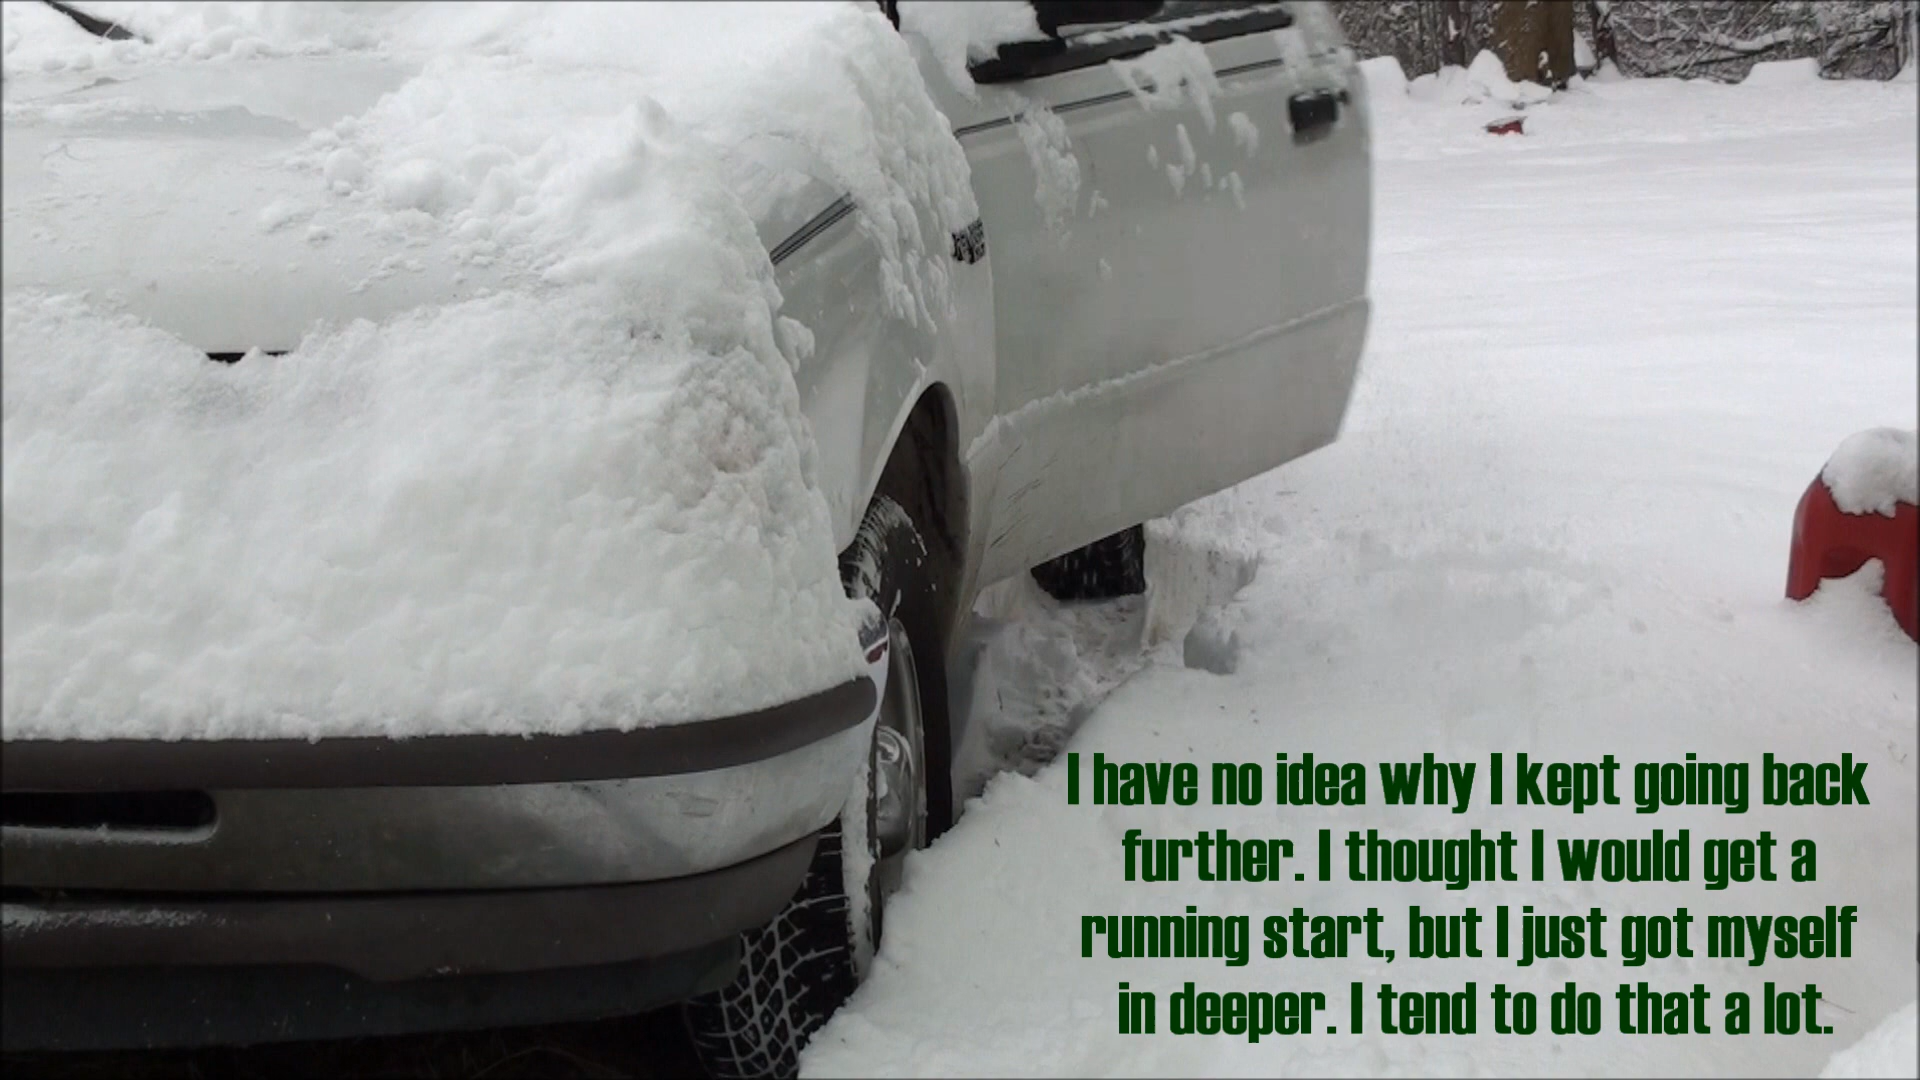 I have no idea why I kept going back
further. I thought I would get a
running start, but I just got myself
in deeper. I tend to do that a lot.